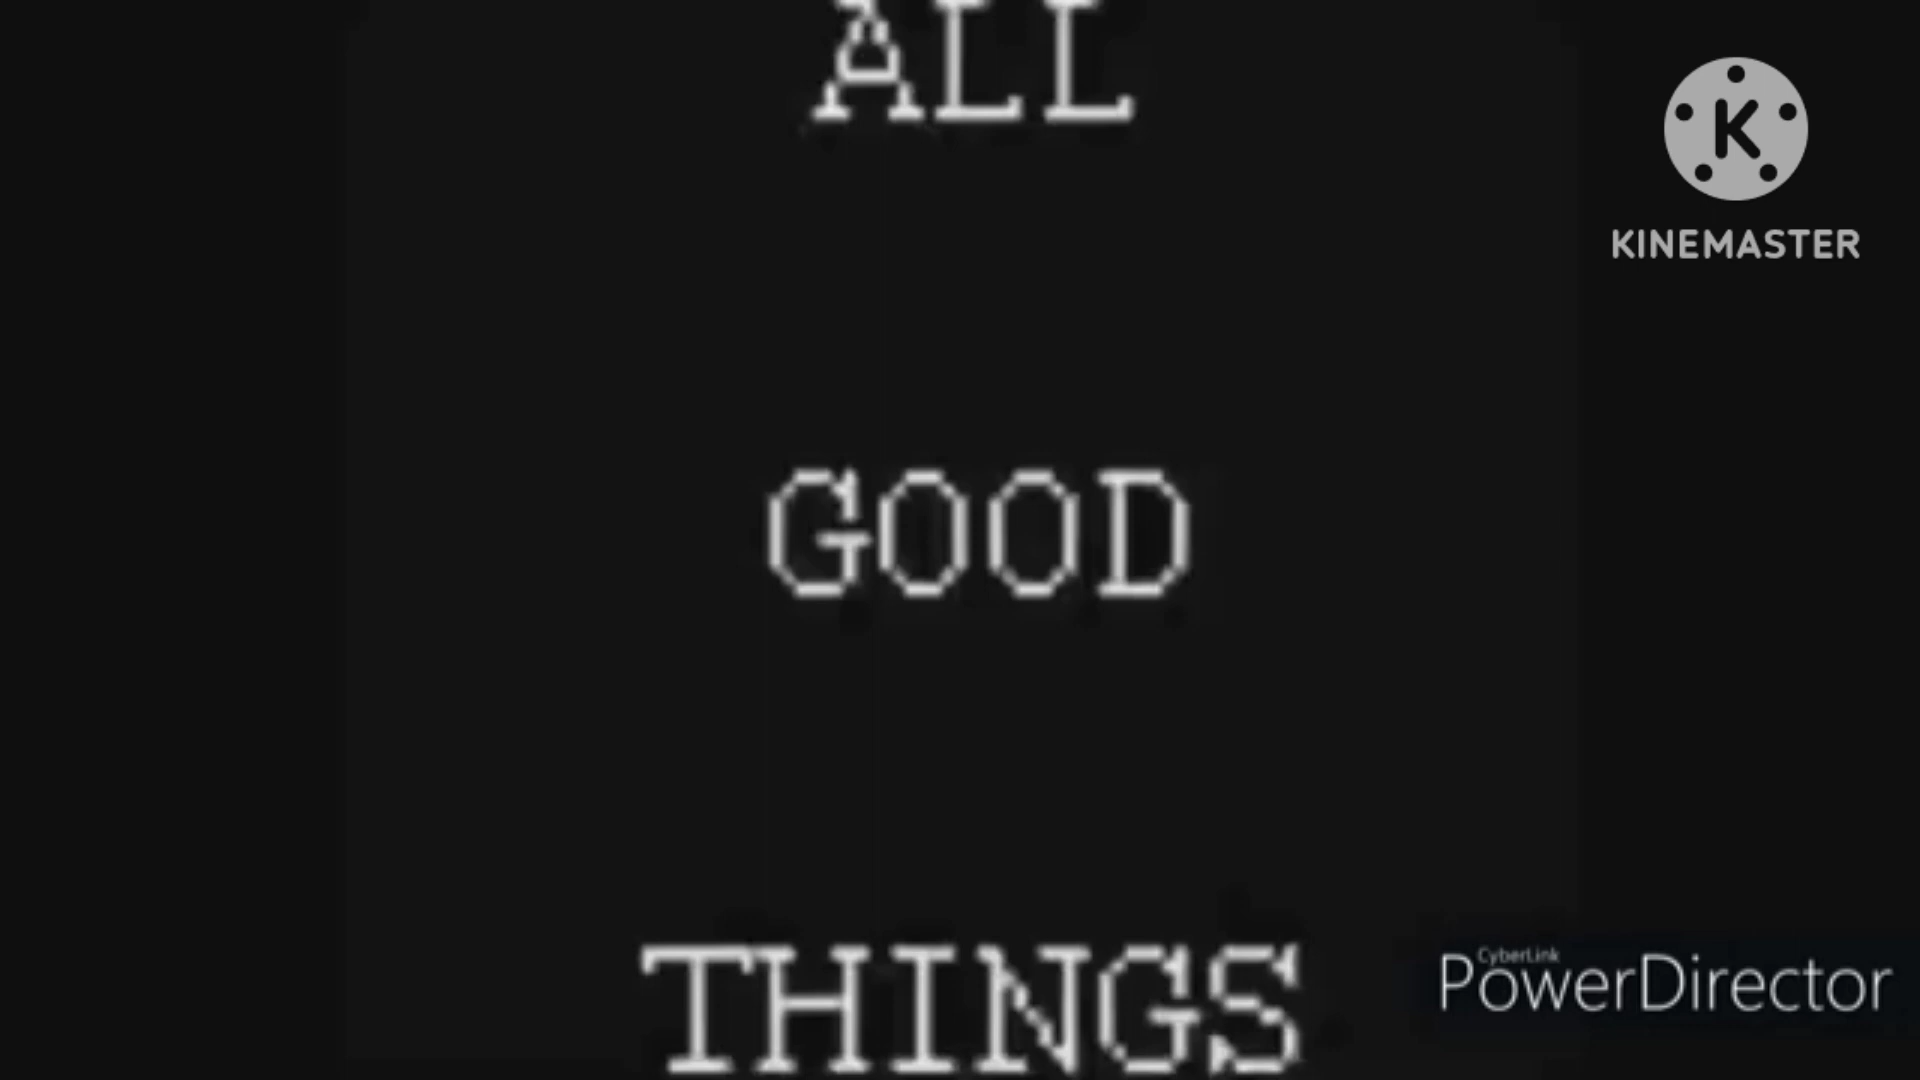 ALL
K
KINEMASTER
GOOD
THINGS
CyberLink
PowerDirector